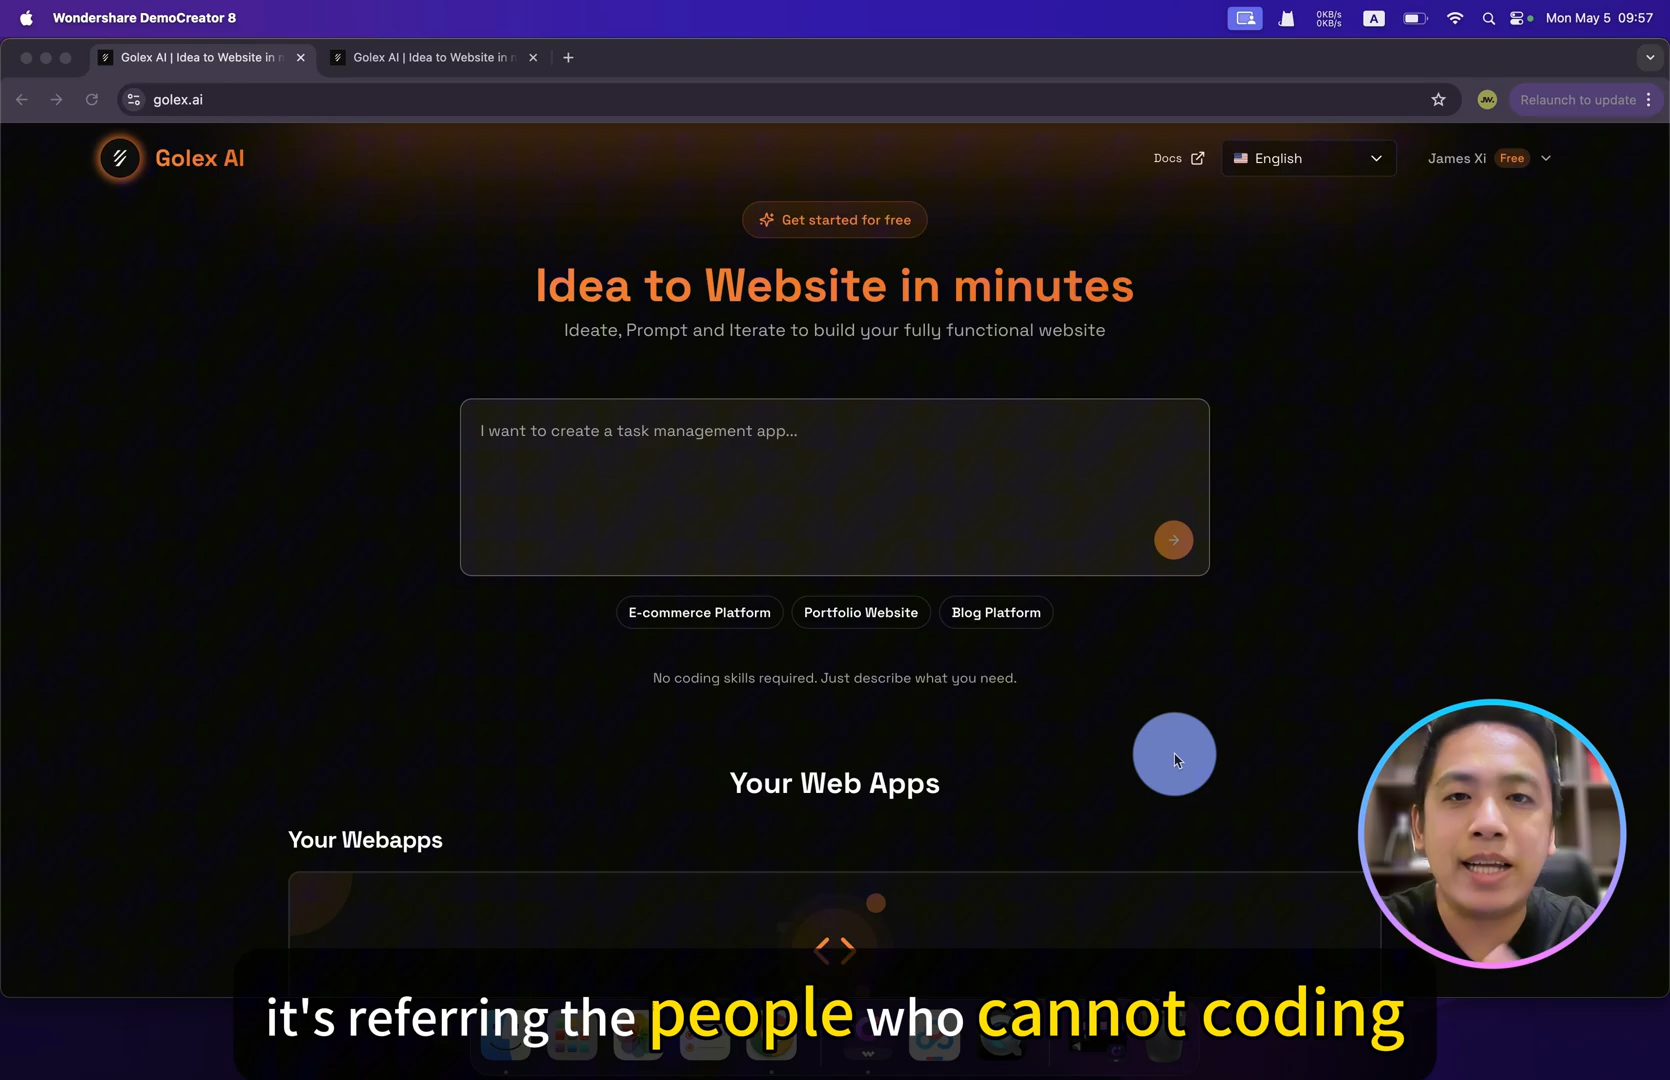 Wondershare DemoCreator 8
0KB/s
0KB/s
A
Mon May 5 09:57
Golex AI | Idea to Website in
Golex AI | Idea to Website in
golex.ai
JW.
Relaunch to update
Golex AI
Docs
English
James Xi
Free
Get started for free
Idea to Website in minutes
Ideate, Prompt and Iterate to build your fully functional website
I want to create a task management app...
E-commerce Platform
Portfolio Website
Blog Platform
No coding skills required. Just describe what you need.
Your Web Apps
Your Webapps
it's referring the people who cannot coding